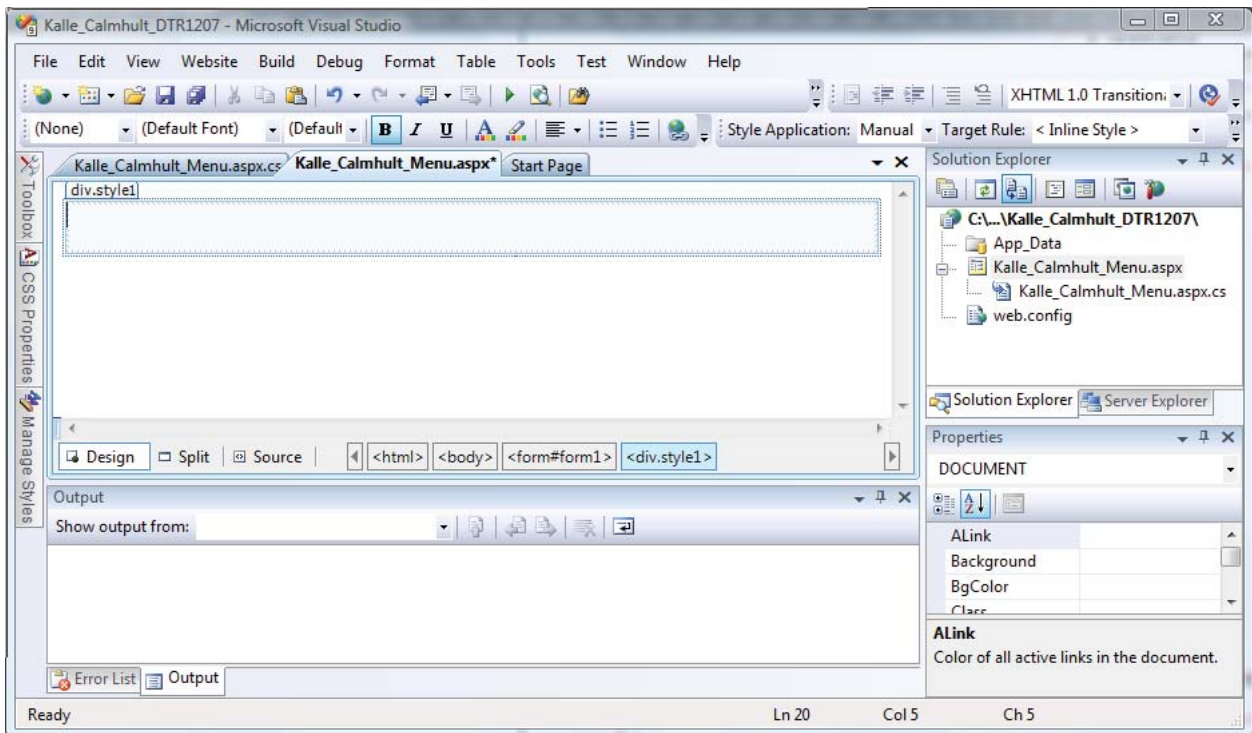 Kalle_Calmhult_DTR1207 - Microsoft Visual Studio
File Edit View Website Build Debug Format Table Tools Test Window Help
XHTML 1.0 Transition
(None) (Default Font) (Default B I U A Style Application: Manual Target Rule: < Inline Style >
Toolbox
CSS Properties
Manage Styles
Kalle_Calmhult_Menu.aspx.cs Kalle_Calmhult_Menu.aspx* Start Page
div.style1
Design Split Source <html> <body> <form#form1> <div.style1>
Output
Show output from:
Error List Output
Solution Explorer
C:\...\Kalle_Calmhult_DTR1207\
App_Data
Kalle_Calmhult_Menu.aspx
Kalle_Calmhult_Menu.aspx.cs
web.config
Solution Explorer Server Explorer
Properties
DOCUMENT
ALink
Background
BgColor
Class
ALink
Color of all active links in the document.
Ready Ln 20 Col 5 Ch 5